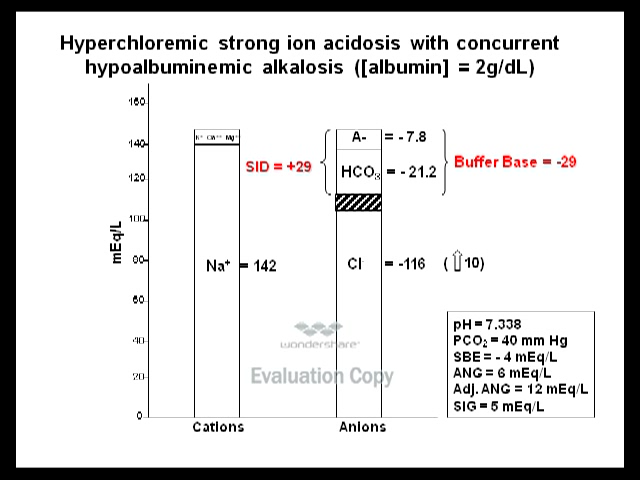 Hyperchloremic strong ion acidosis with concurrent
hypoalbuminemic alkalosis ([albumin] = 2g/dL)
160
140
120
100
80
60
40
20
0
mEq/L
K⁺ Ca⁺⁺ Mg⁺
Na⁺ = 142
SID = +29
A- = - 7.8
HCO₃ = - 21.2
Buffer Base = -29
Cl⁻ = -116 (⇧10)
Cations
Anions
pH = 7.338
PCO₂ = 40 mm Hg
SBE = - 4 mEq/L
ANG = 6 mEq/L
Adj. ANG = 12 mEq/L
SIG = 5 mEq/L
wondershare
Evaluation Copy